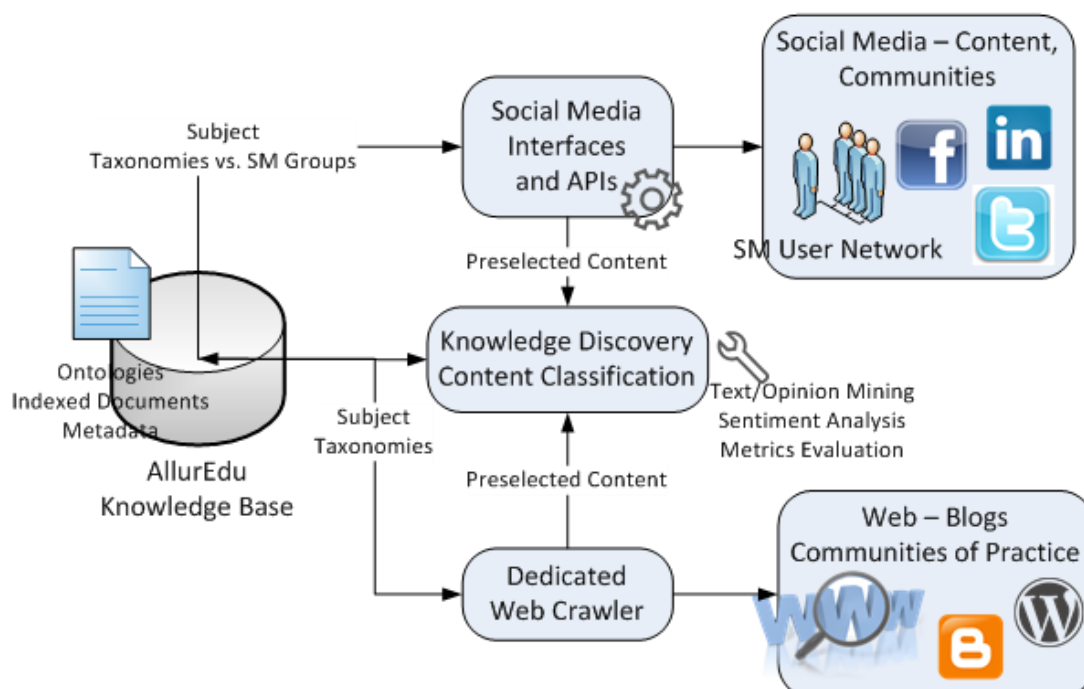 Social Media – Content,
Communities
in
f
t
SM User Network
Social Media
Interfaces
and APIs
Subject
Taxonomies vs. SM Groups
Preselected Content
Knowledge Discovery
Content Classification
Text/Opinion Mining
Sentiment Analysis
Metrics Evaluation
Ontologies
Indexed Documents
Metadata
AllurEdu
Knowledge Base
Subject
Taxonomies
Preselected Content
Dedicated
Web Crawler
Web – Blogs
Communities of Practice
WWW
B
W